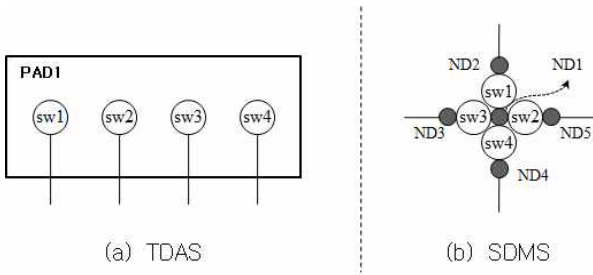 PAD1
sw1 sw2 sw3 sw4
(a) TDAS
ND2 ND1
sw1
sw3 sw2
ND3 ND5
sw4
ND4
(b) SDMS